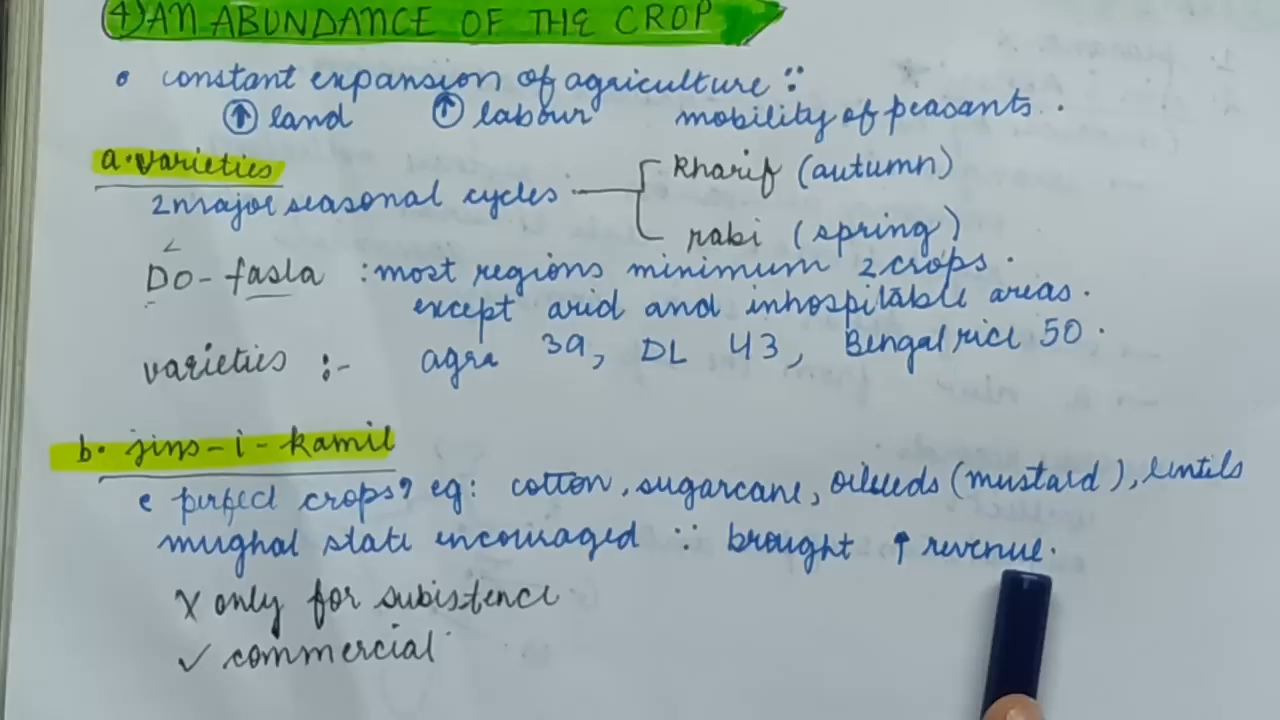 ④ AN ABUNDANCE OF THE CROP
• constant expansion of agriculture ∵
↑ land ↑ labour mobility of peasants.
a. varieties
2 major seasonal cycles kharif (autumn)
rabi (spring)
Do-fasla : most regions minimum 2 crops.
except arid and inhospitable areas.
varieties :- agra 39, DL 43, Bengal rice 50.
b. jins-i-kamil
perfect crops? eg: cotton, sugarcane, oilseeds (mustard), lentils
mughal state encouraged ∵ brought ↑ revenue.
x only for subistence
✓ commercial